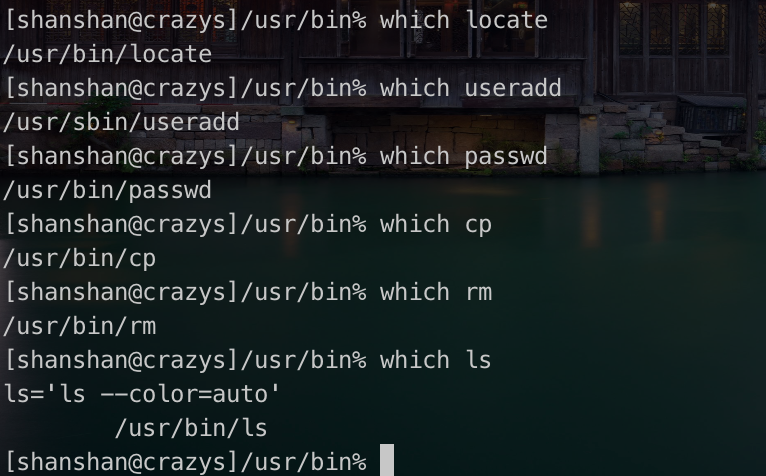 [shanshan@crazys]/usr/bin% which locate
/usr/bin/locate
[shanshan@crazys]/usr/bin% which useradd
/usr/sbin/useradd
[shanshan@crazys]/usr/bin% which passwd
/usr/bin/passwd
[shanshan@crazys]/usr/bin% which cp
/usr/bin/cp
[shanshan@crazys]/usr/bin% which rm
/usr/bin/rm
[shanshan@crazys]/usr/bin% which ls
ls='ls --color=auto'
        /usr/bin/ls
[shanshan@crazys]/usr/bin%